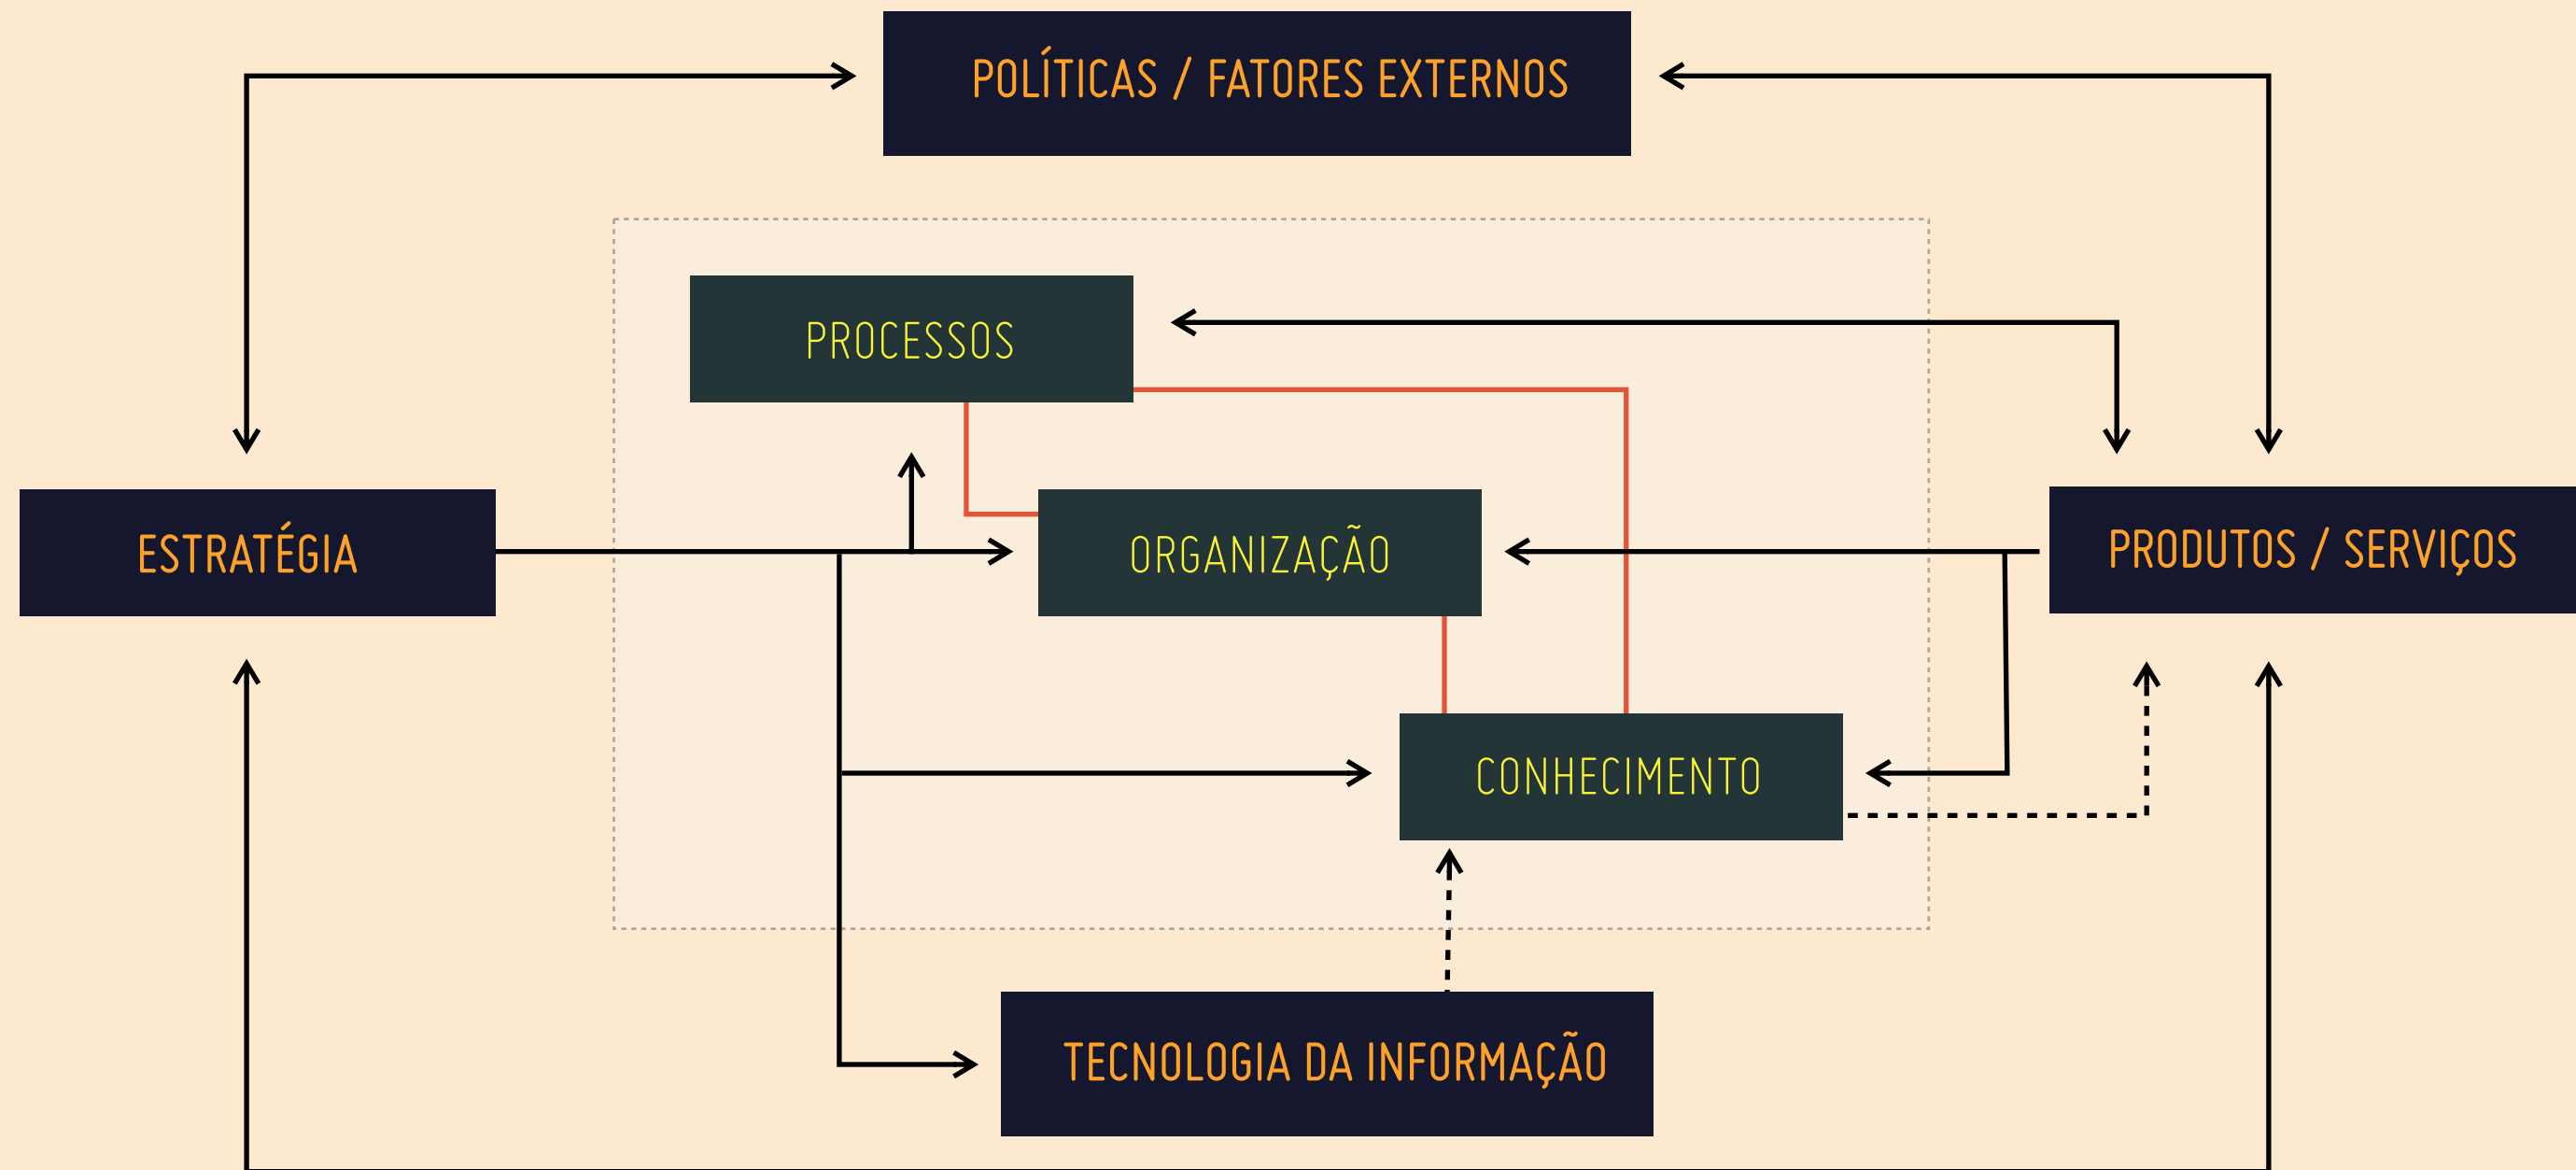 POLÍTICAS / FATORES EXTERNOS
PROCESSOS
ESTRATÉGIA
ORGANIZAÇÃO
PRODUTOS / SERVIÇOS
CONHECIMENTO
TECNOLOGIA DA INFORMAÇÃO